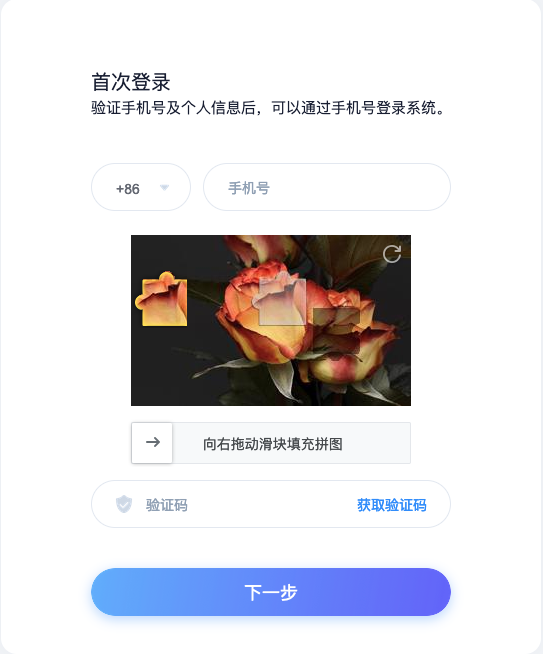 首次登录
验证手机号及个人信息后，可以通过手机号登录系统。
+86
手机号
向右拖动滑块填充拼图
验证码
获取验证码
下一步